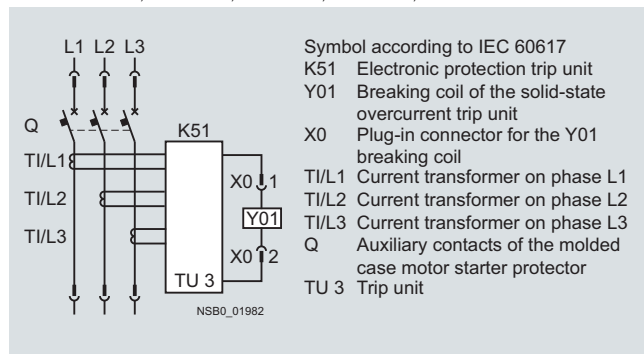 L1 L2 L3
Q
K51
TI/L1
TI/L2
TI/L3
X0 1
Y01
X0 2
TU 3
NSB0_01982
Symbol according to IEC 60617
K51 Electronic protection trip unit
Y01 Breaking coil of the solid-state
overcurrent trip unit
X0 Plug-in connector for the Y01
breaking coil
TI/L1 Current transformer on phase L1
TI/L2 Current transformer on phase L2
TI/L3 Current transformer on phase L3
Q Auxiliary contacts of the molded
case motor starter protector
TU 3 Trip unit